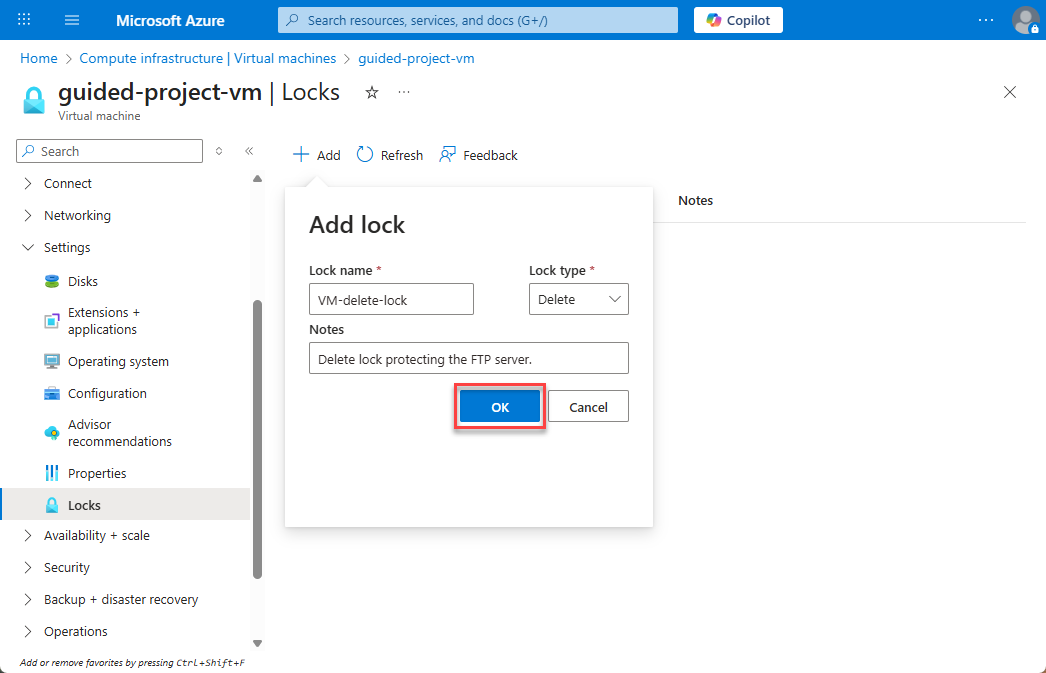 Microsoft Azure
Search resources, services, and docs (G+/)
Copilot
Home > Compute infrastructure | Virtual machines > guided-project-vm
guided-project-vm | Locks
Virtual machine
Search
Add
Refresh
Feedback
Connect
Networking
Settings
Disks
Extensions +
applications
Operating system
Configuration
Advisor
recommendations
Properties
Locks
Availability + scale
Security
Backup + disaster recovery
Operations
Add or remove favorites by pressing Ctrl+Shift+F
Notes
Add lock
Lock name *
Lock type *
VM-delete-lock
Delete
Notes
Delete lock protecting the FTP server.
OK
Cancel